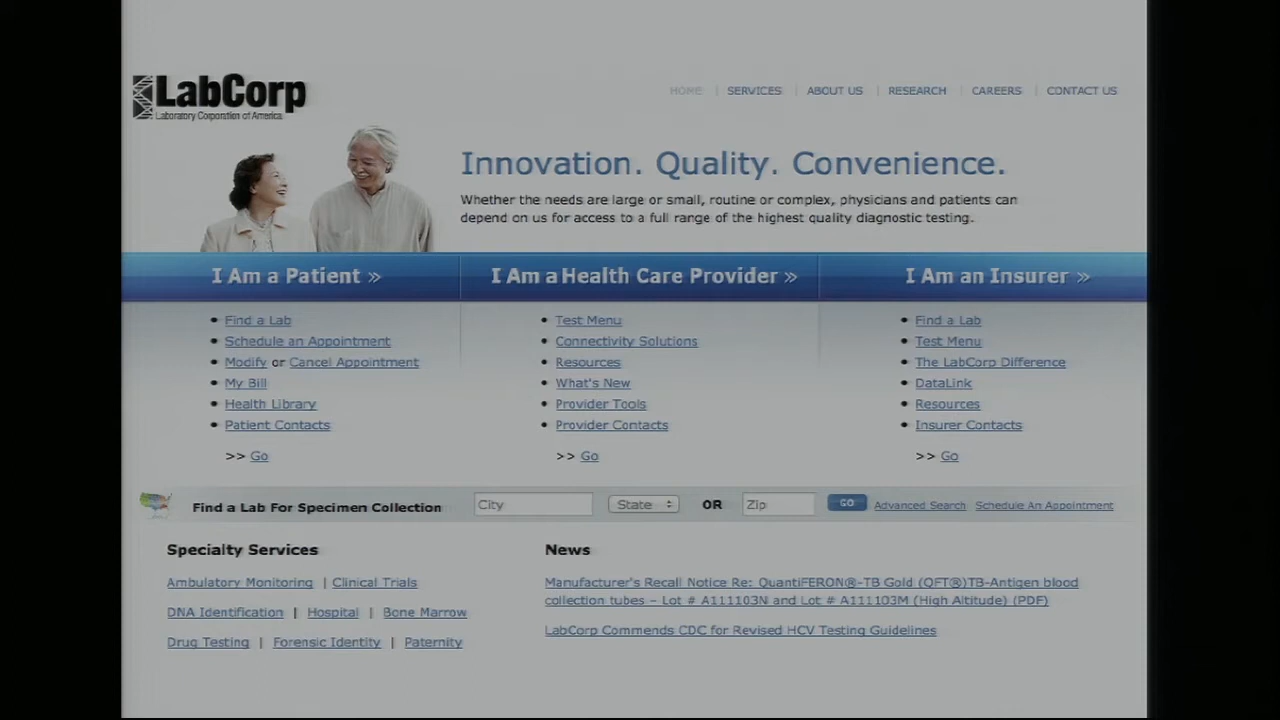 LabCorp
Laboratory Corporation of America
HOME | SERVICES | ABOUT US | RESEARCH | CAREERS | CONTACT US
Innovation. Quality. Convenience.
Whether the needs are large or small, routine or complex, physicians and patients can
depend on us for access to a full range of the highest quality diagnostic testing.
I Am a Patient »
• Find a Lab
• Schedule an Appointment
• Modify or Cancel Appointment
• My Bill
• Health Library
• Patient Contacts
>> Go
I Am a Health Care Provider »
• Test Menu
• Connectivity Solutions
• Resources
• What's New
• Provider Tools
• Provider Contacts
>> Go
I Am an Insurer »
• Find a Lab
• Test Menu
• The LabCorp Difference
• DataLink
• Resources
• Insurer Contacts
>> Go
Find a Lab For Specimen Collection City State OR Zip GO Advanced Search Schedule An Appointment
Specialty Services
Ambulatory Monitoring | Clinical Trials
DNA Identification | Hospital | Bone Marrow
Drug Testing | Forensic Identity | Paternity
News
Manufacturer's Recall Notice Re: QuantiFERON®-TB Gold (QFT®)TB-Antigen blood
collection tubes – Lot # A111103N and Lot # A111103M (High Altitude) (PDF)
LabCorp Commends CDC for Revised HCV Testing Guidelines